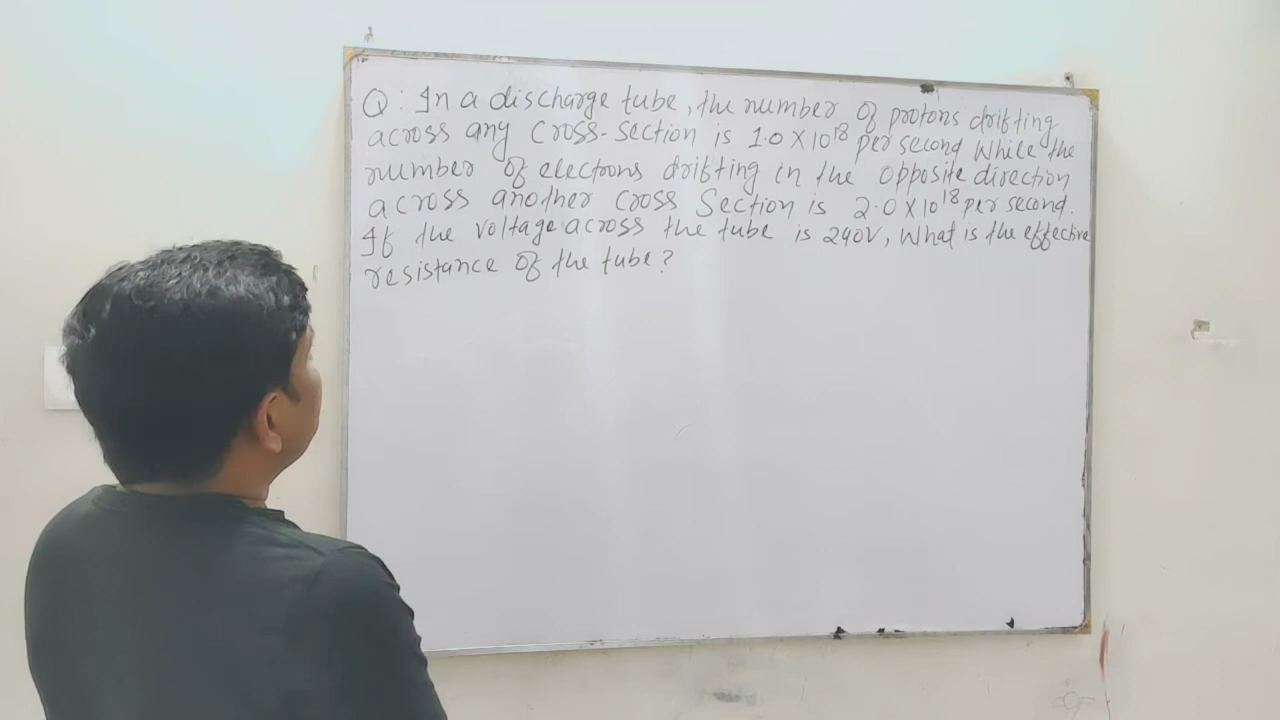 Q: In a discharge tube, the number of protons drifting
across any cross-section is 1.0 X 10^18 per second While the
number of electrons drifting in the opposite direction
across another cross Section is 2.0 X 10^18 per second.
If the voltage across the tube is 240V, What is the effective
resistance of the tube?